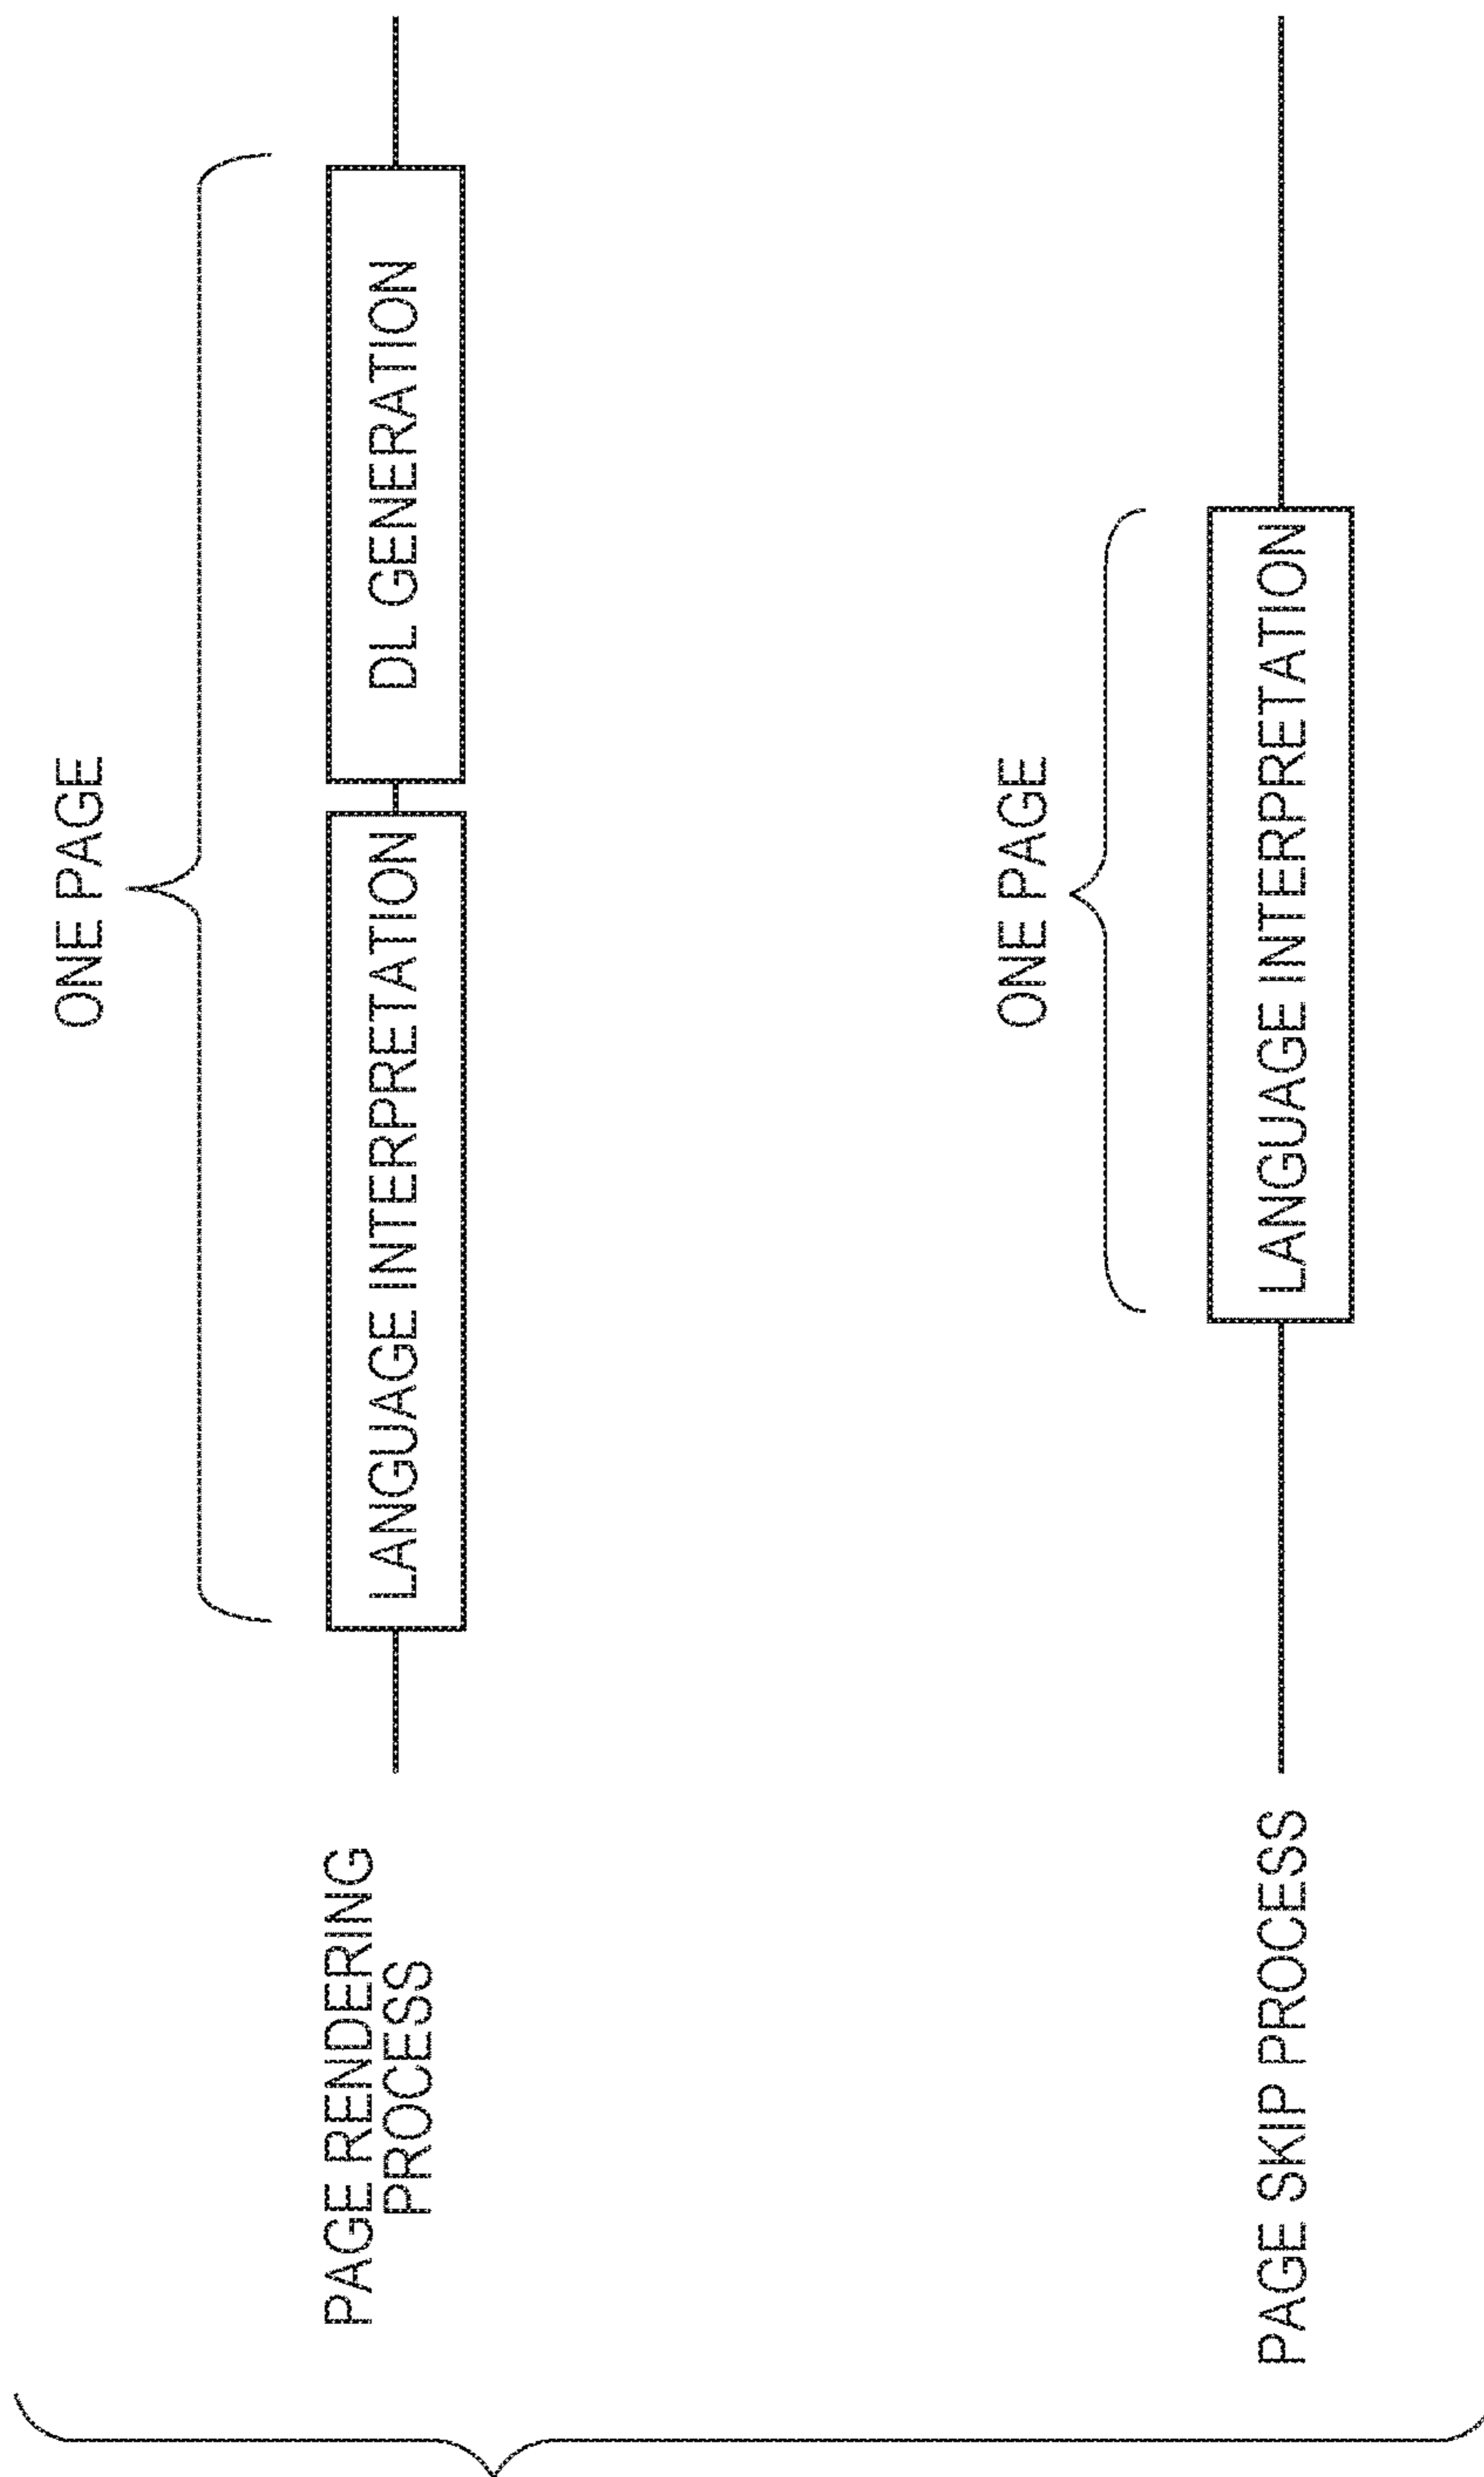 ONE PAGE
PAGE RENDERING
PROCESS
LANGUAGE INTERPRETATION
DL GENERATION
ONE PAGE
PAGE SKIP PROCESS
LANGUAGE INTERPRETATION